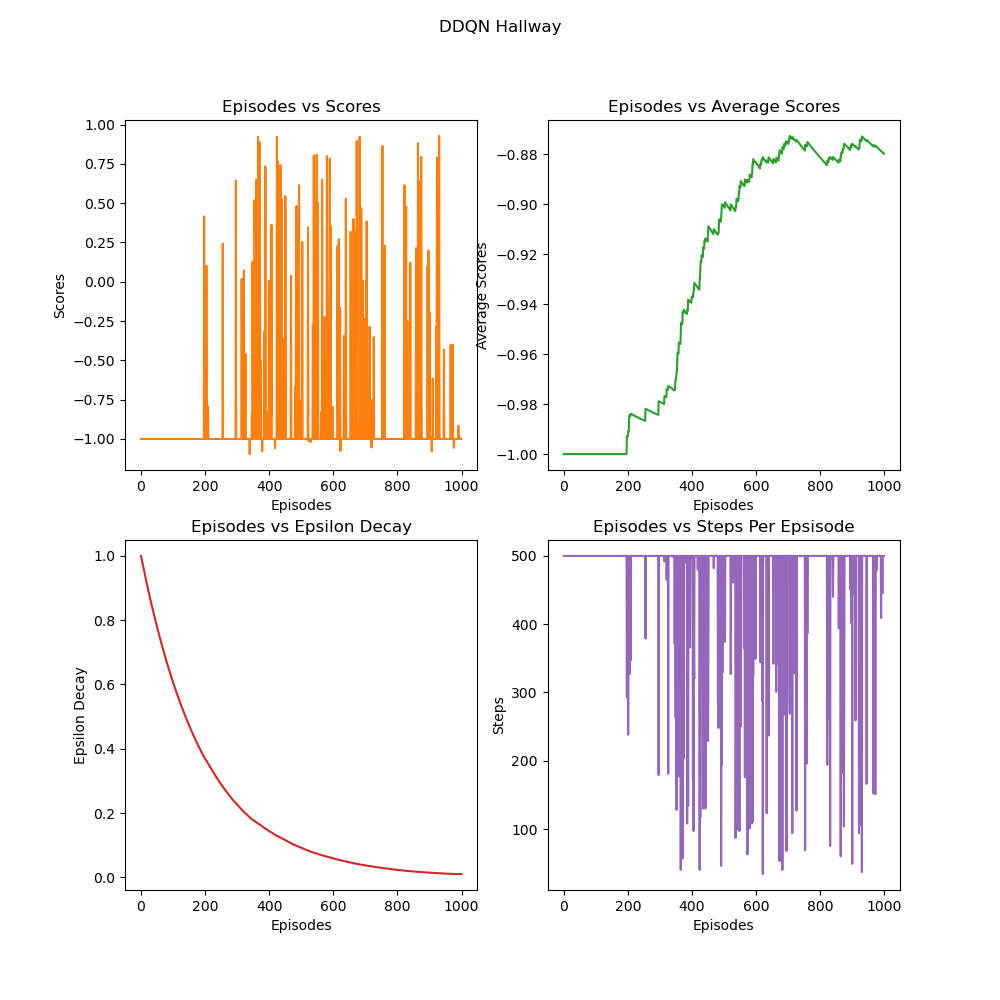 DDQN Hallway
Episodes vs Scores
Scores
1.00
0.75
0.50
0.25
0.00
−0.25
−0.50
−0.75
−1.00
0 200 400 600 800 1000
Episodes
Episodes vs Average Scores
Average Scores
−0.88
−0.90
−0.92
−0.94
−0.96
−0.98
−1.00
0 200 400 600 800 1000
Episodes
Episodes vs Epsilon Decay
Epsilon Decay
1.0
0.8
0.6
0.4
0.2
0.0
0 200 400 600 800 1000
Episodes
Episodes vs Steps Per Epsisode
Steps
500
400
300
200
100
0 200 400 600 800 1000
Episodes